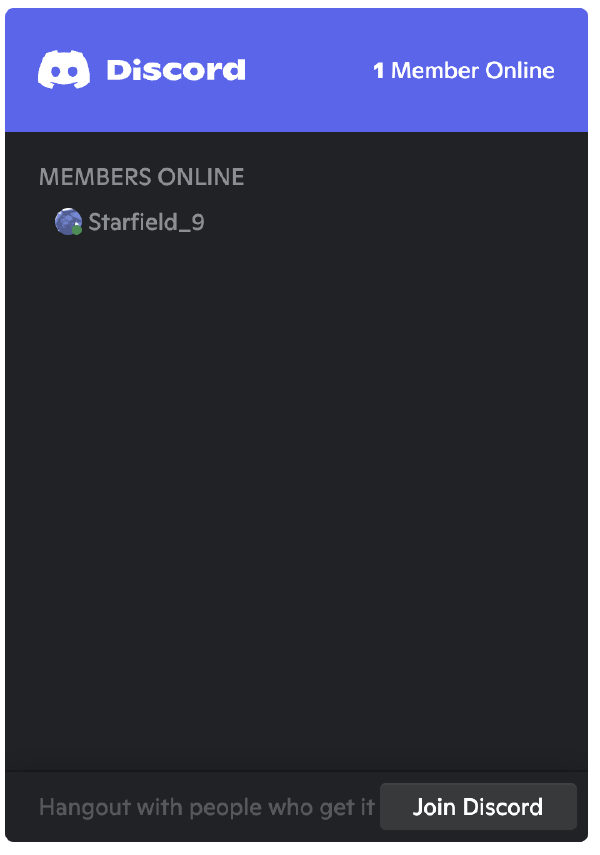 Discord
1 Member Online
MEMBERS ONLINE
Starfield_9
Hangout with people who get it
Join Discord